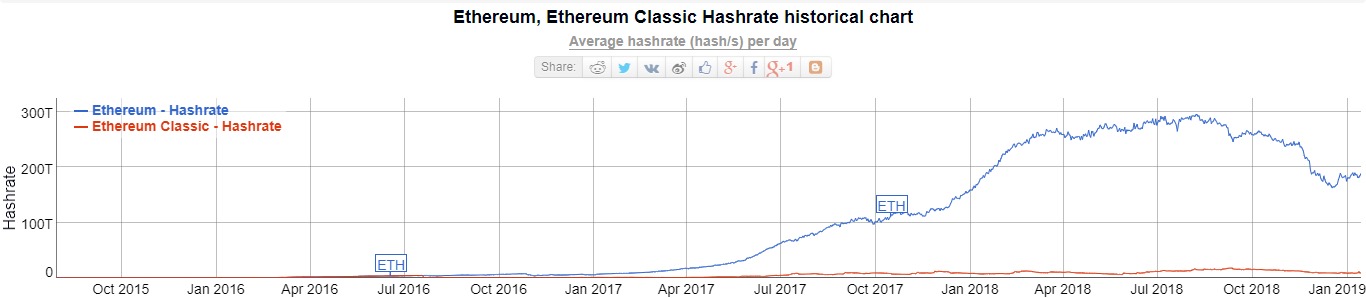 Ethereum, Ethereum Classic Hashrate historical chart
Average hashrate (hash/s) per day
Share: g+ f g+1
Ethereum - Hashrate
Ethereum Classic - Hashrate
Hashrate
300T
200T
100T
0
ETH
ETH
Oct 2015 Jan 2016 Apr 2016 Jul 2016 Oct 2016 Jan 2017 Apr 2017 Jul 2017 Oct 2017 Jan 2018 Apr 2018 Jul 2018 Oct 2018 Jan 2019